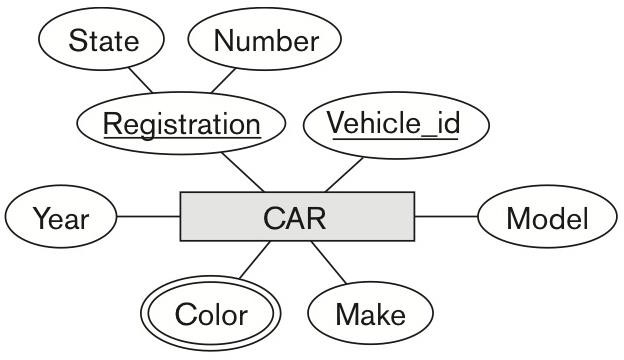 State
Number
Registration
Vehicle_id
Year
CAR
Model
Color
Make